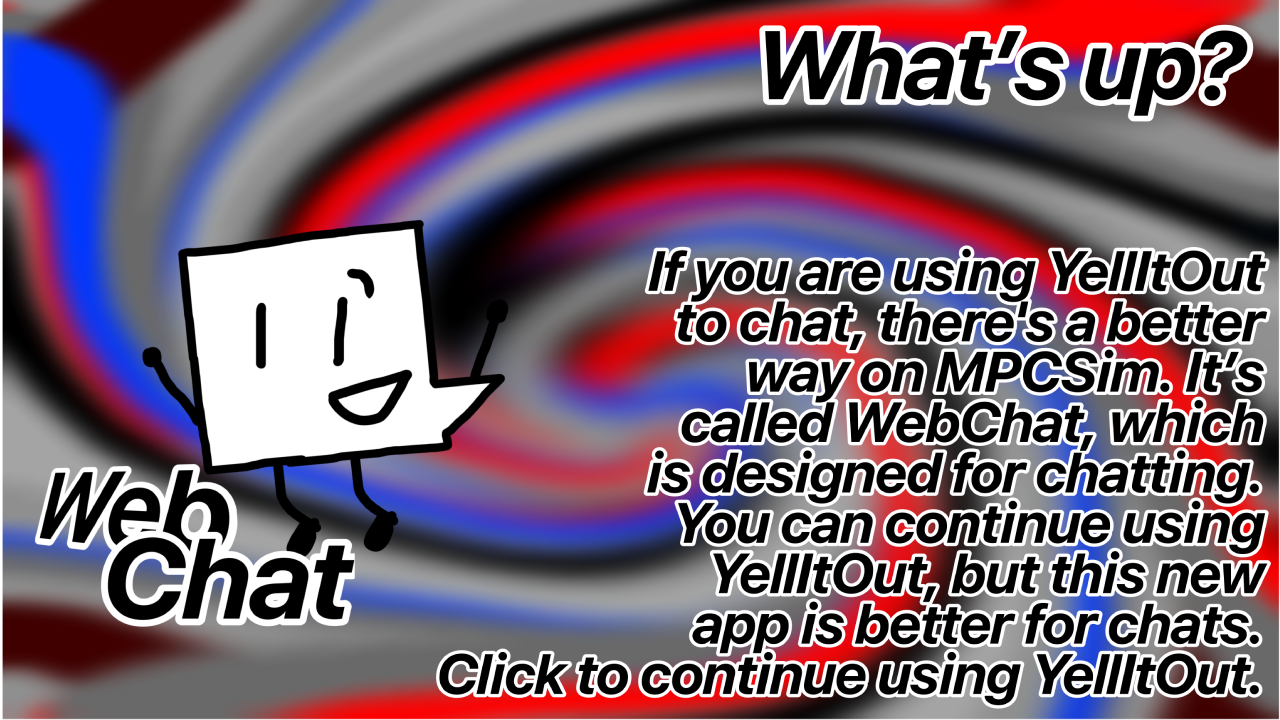 What’s up?
If you are using YellItOut
to chat, there's a better
way on MPCSim. It’s
called WebChat, which
is designed for chatting.
You can continue using
YellItOut, but this new
app is better for chats.
Click to continue using YellItOut.
Web
Chat